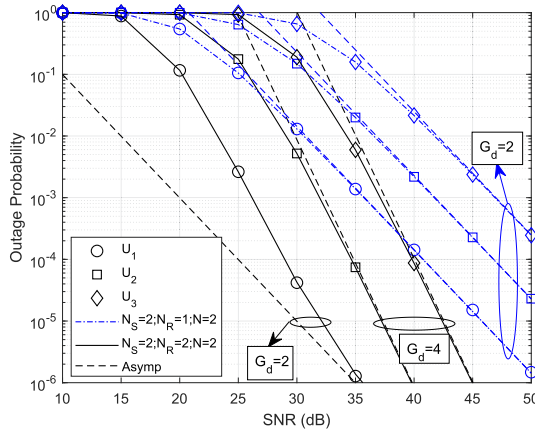 10^0
10^-1
10^-2
10^-3
10^-4
10^-5
10^-6
Outage Probability
G_d=2
U_1
U_2
U_3
N_S=2;N_R=1;N=2
N_S=2;N_R=2;N=2
Asymp
G_d=2
G_d=4
10 15 20 25 30 35 40 45 50
SNR (dB)